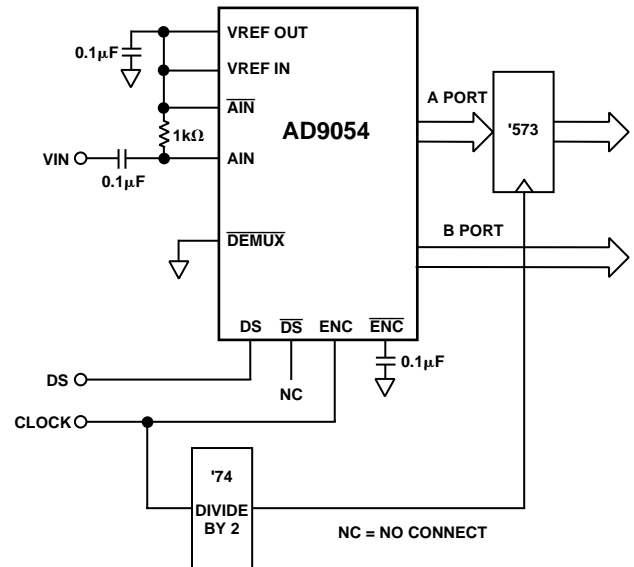 VREF OUT
0.1µF
VREF IN
A PORT
AIN
'573
1kΩ
AD9054
VIN
AIN
0.1µF
B PORT
DEMUX
DS DS ENC ENC
0.1µF
DS
NC
CLOCK
'74
DIVIDE
BY 2
NC = NO CONNECT